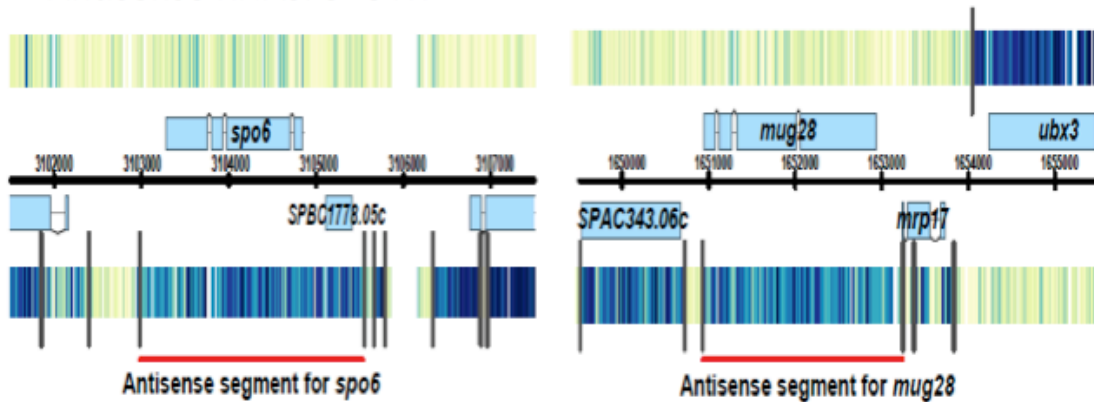 spo6
3102000 3103000 3104000 3105000 3106000 3107000
SPBC1778.05c
Antisense segment for spo6
mug28 ubx3
1650000 1651000 1652000 1653000 1654000 1655000
SPAC343.06c mrp17
Antisense segment for mug28